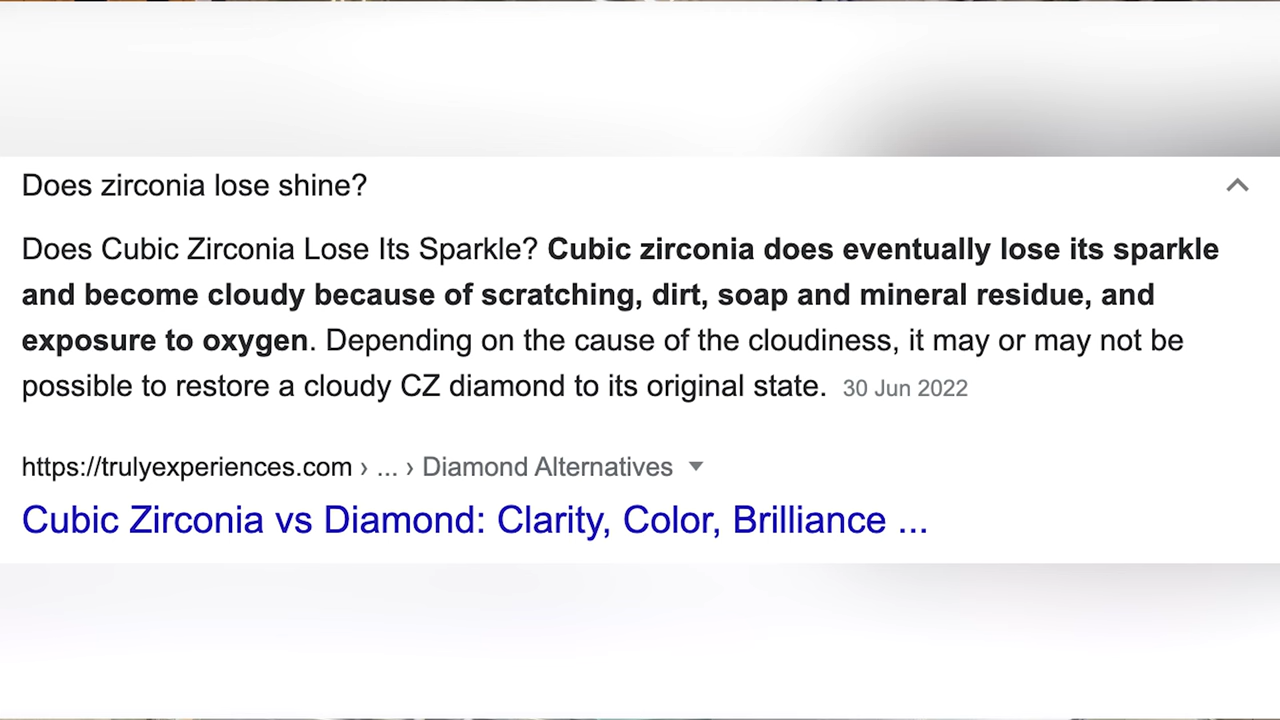 Does zirconia lose shine?
Does Cubic Zirconia Lose Its Sparkle? Cubic zirconia does eventually lose its sparkle
and become cloudy because of scratching, dirt, soap and mineral residue, and
exposure to oxygen. Depending on the cause of the cloudiness, it may or may not be
possible to restore a cloudy CZ diamond to its original state. 30 Jun 2022
https://trulyexperiences.com › ... › Diamond Alternatives
Cubic Zirconia vs Diamond: Clarity, Color, Brilliance ...